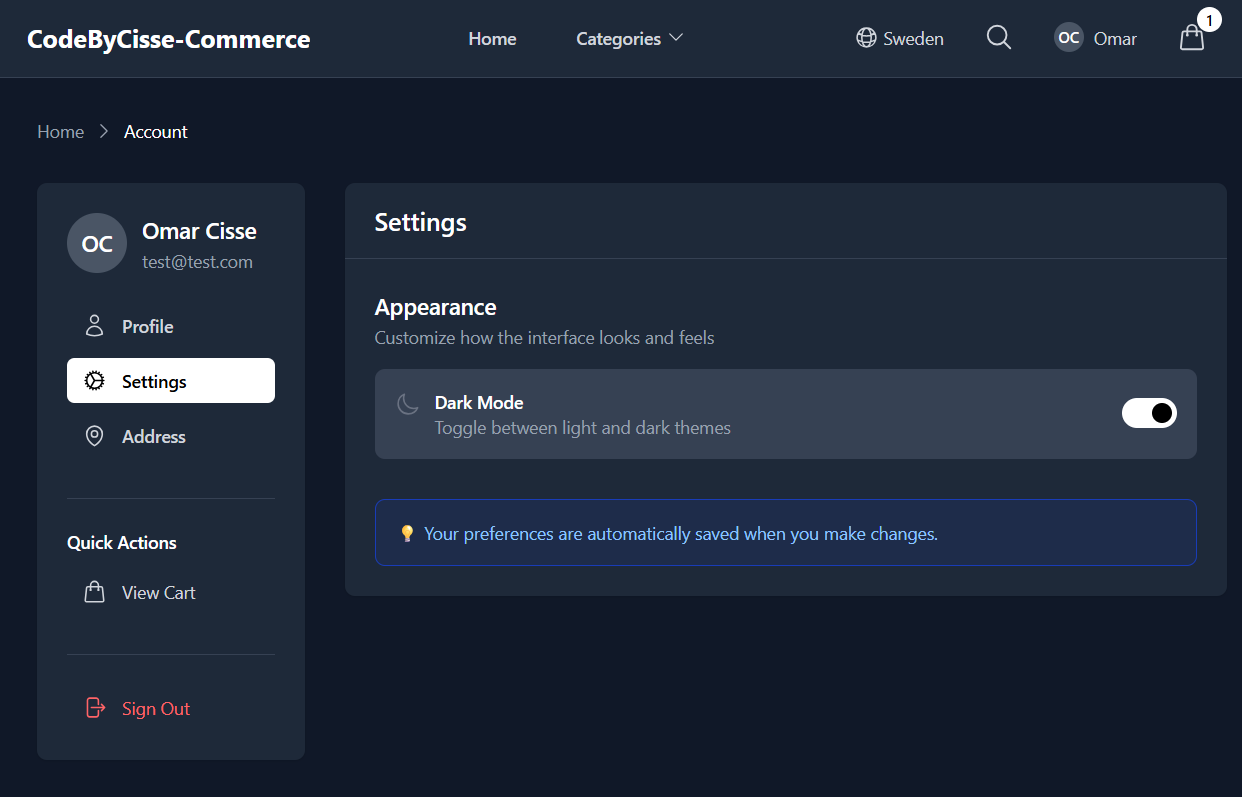 CodeByCisse-Commerce
Home
Categories
Sweden
OC
Omar
1
Home
Account
OC
Omar Cisse
test@test.com
Profile
Settings
Address
Quick Actions
View Cart
Sign Out
Settings
Appearance
Customize how the interface looks and feels
Dark Mode
Toggle between light and dark themes
💡 Your preferences are automatically saved when you make changes.